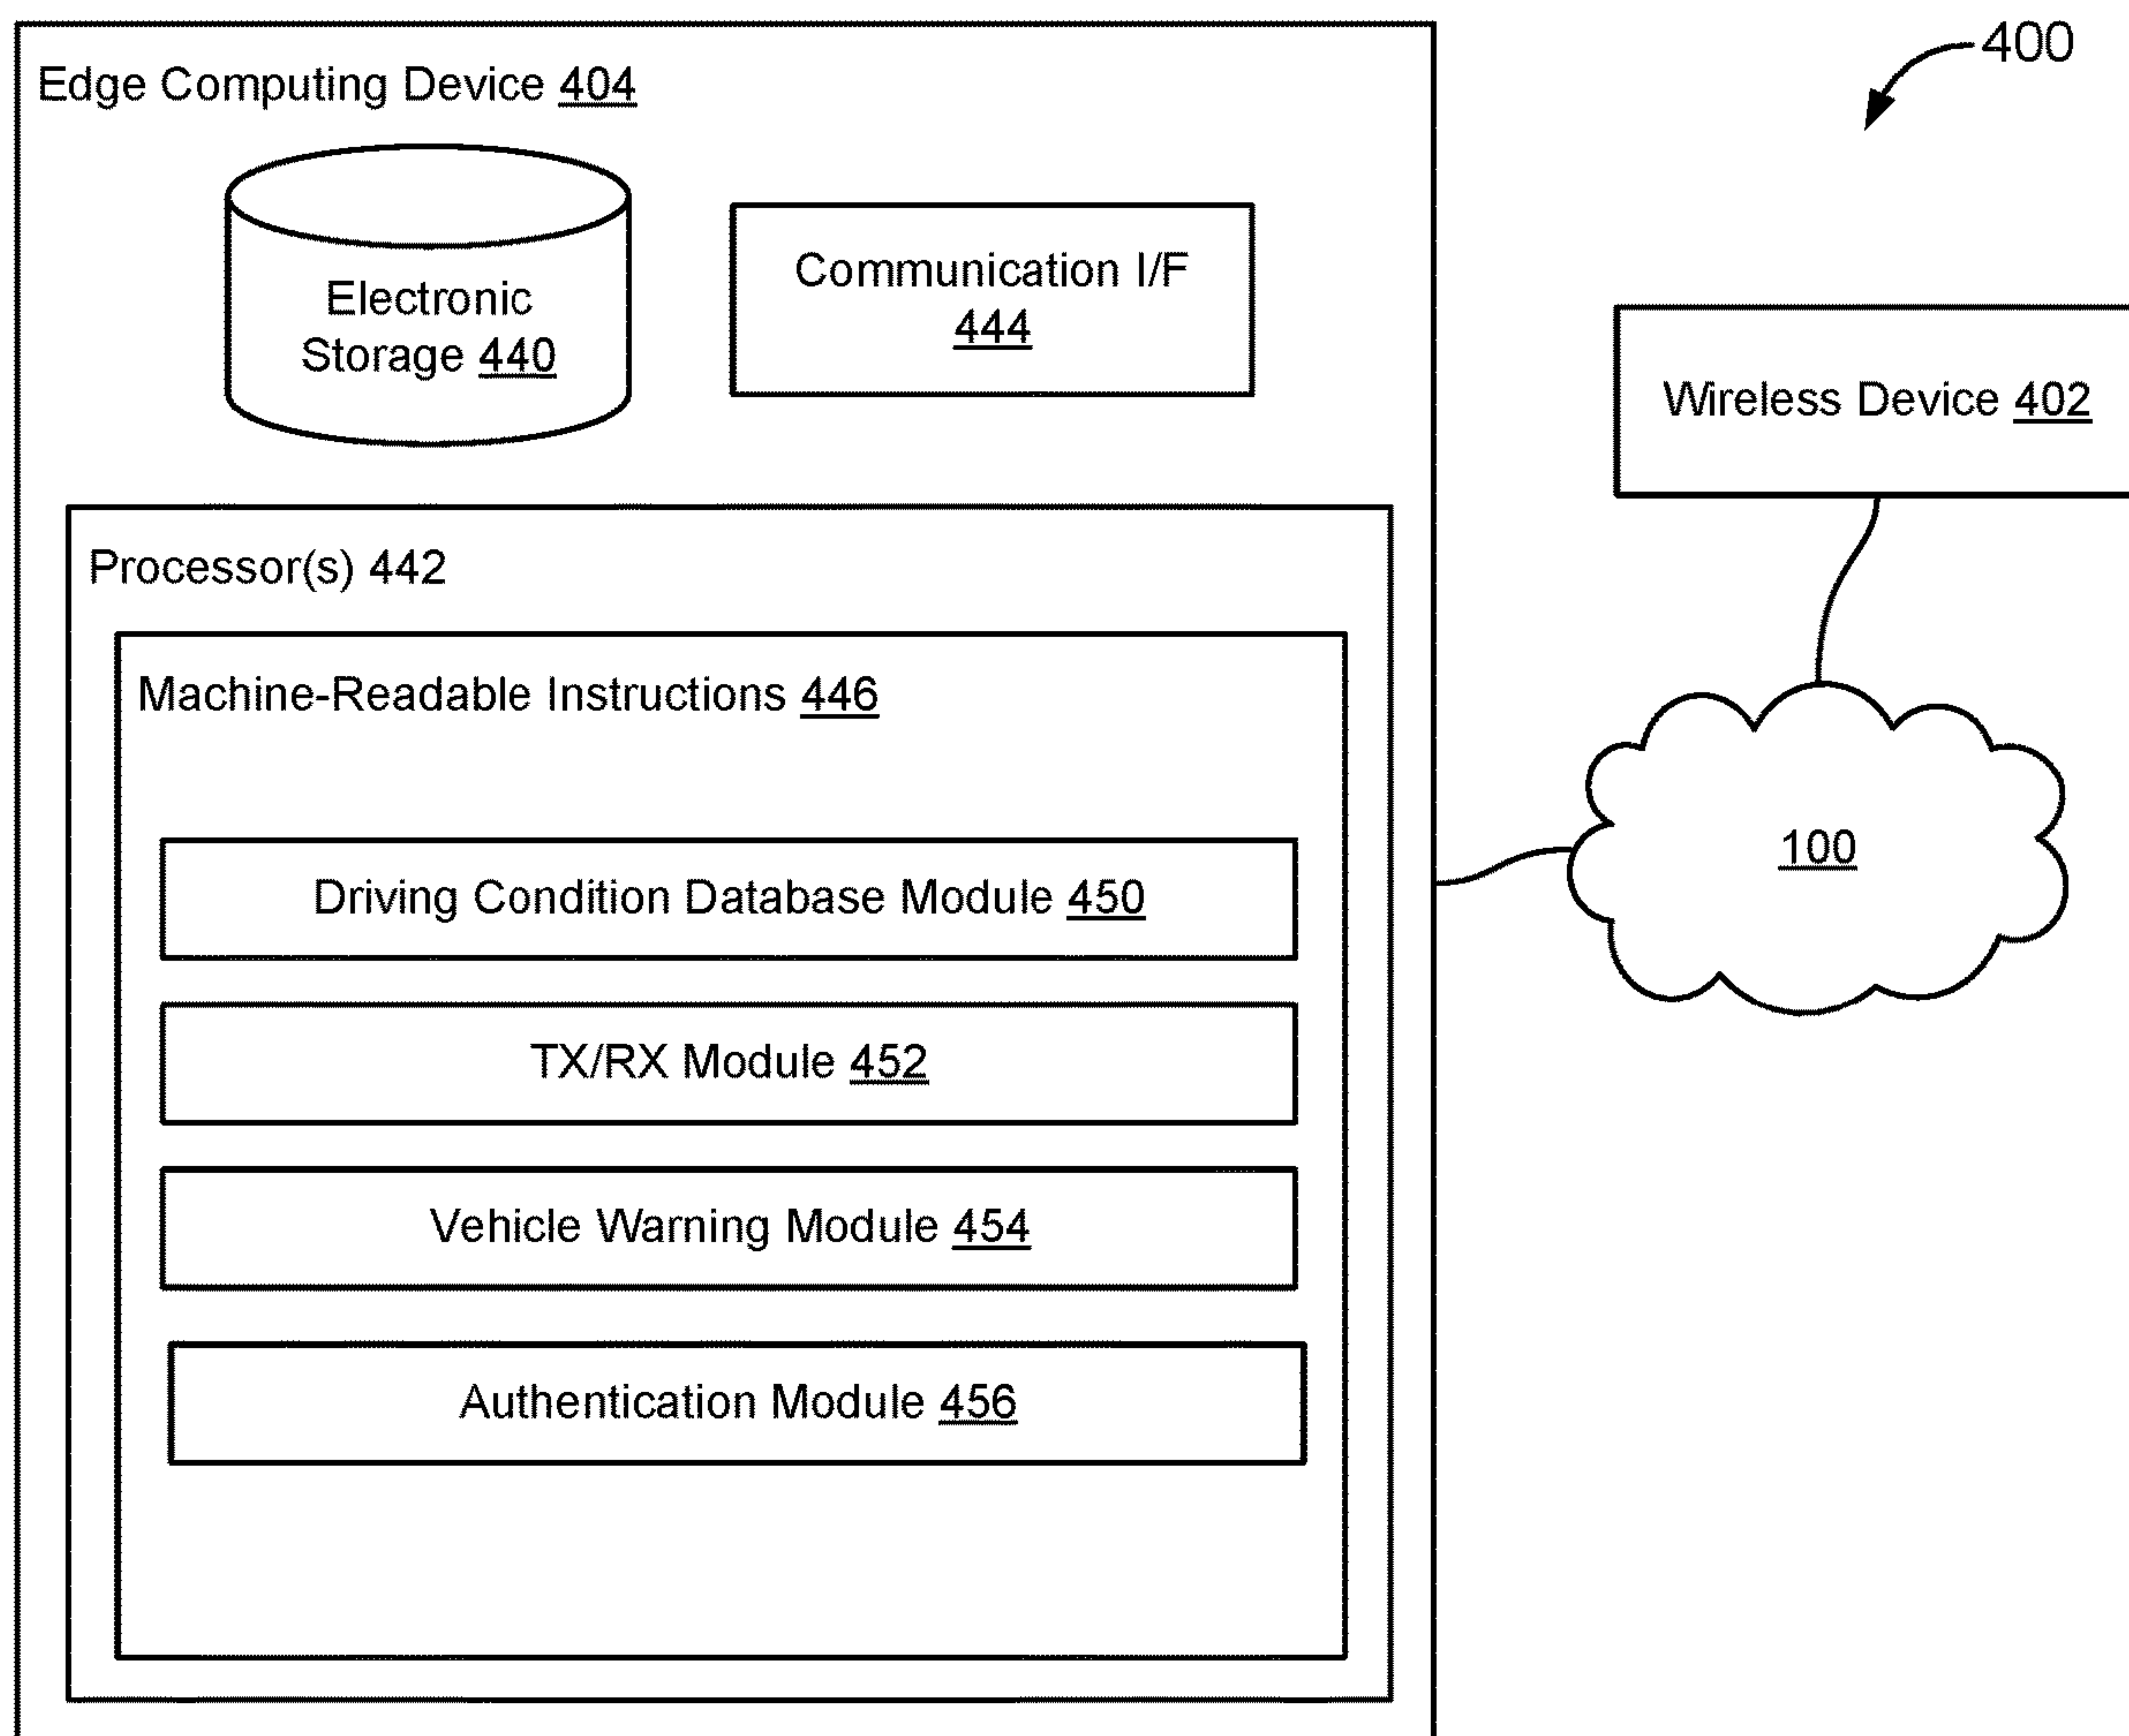 400
Edge Computing Device 404
Electronic
Storage 440
Communication I/F
444
Wireless Device 402
Processor(s) 442
Machine-Readable Instructions 446
100
Driving Condition Database Module 450
TX/RX Module 452
Vehicle Warning Module 454
Authentication Module 456